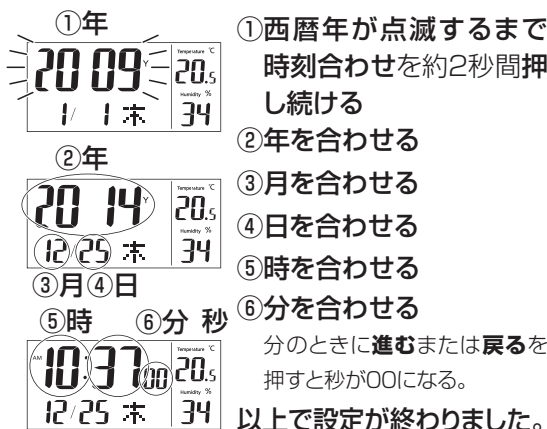 ①年
20 09 Y
Temperature ℃
20.5
Humidity %
1/ 1 木
34
②年
20 14 Y
Temperature ℃
20.5
Humidity %
12/25 木
34
③月④日
⑤時 ⑥分 秒
AM 10:37 00
Temperature ℃
20.5
Humidity %
12/25 木
34
①西暦年が点滅するまで
時刻合わせを約2秒間押
し続ける
②年を合わせる
③月を合わせる
④日を合わせる
⑤時を合わせる
⑥分を合わせる
分のときに進むまたは戻るを
押すと秒が00になる。
以上で設定が終わりました。